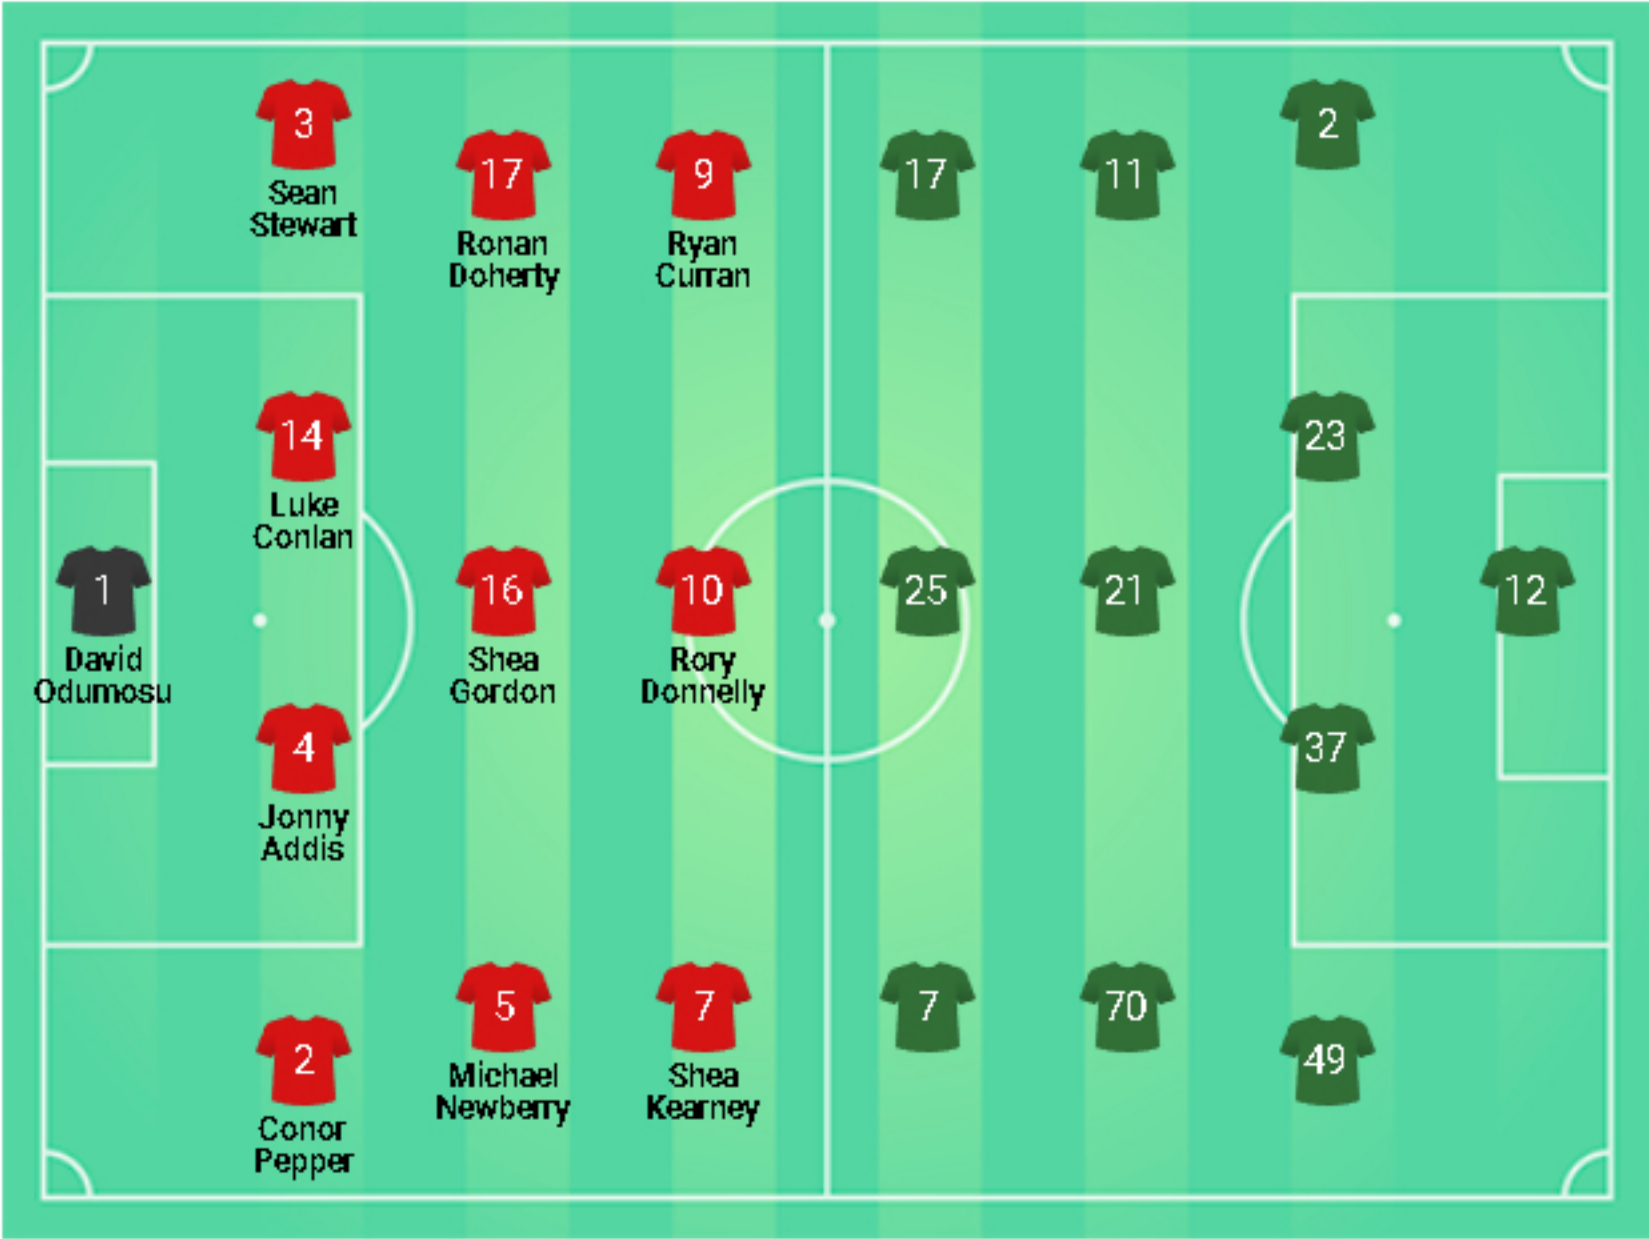 3
Sean
Stewart
17
Ronan
Doherty
9
Ryan
Curran
17
11
2
14
Luke
Conlan
23
1
David
Odumosu
16
Shea
Gordon
10
Rory
Donnelly
25
21
12
4
Jonny
Addis
37
2
Conor
Pepper
5
Michael
Newberry
7
Shea
Kearney
7
70
49